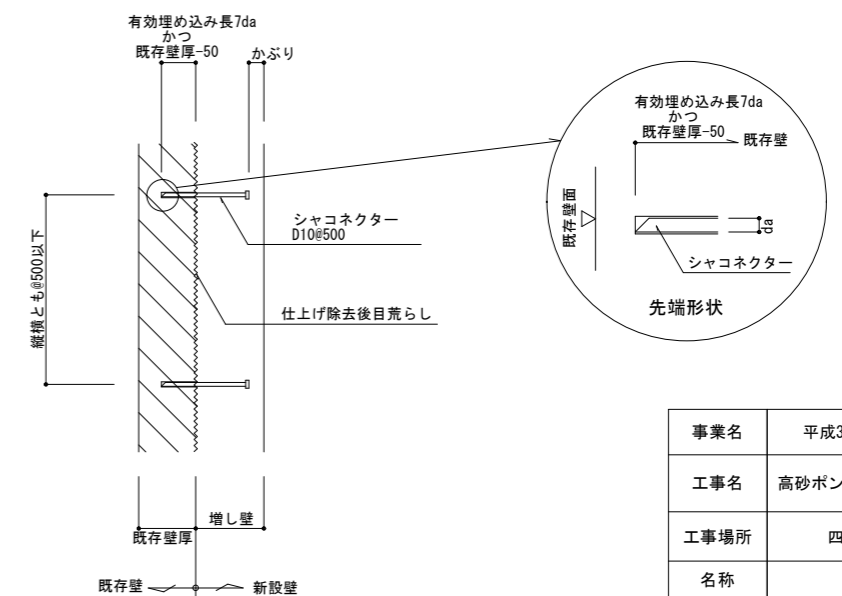 有効埋め込み長7da
かつ
既存壁厚-50
かぶり
シャコネクター
D10@500
縦横とも@500以下
仕上げ除去後目荒らし
既存壁厚
増し壁
既存壁
新設壁
有効埋め込み長7da
かつ
既存壁厚-50
既存壁
既存壁面
da
シャコネクター
先端形状
事業名
平成3
工事名
高砂ポン
工事場所
四
名称